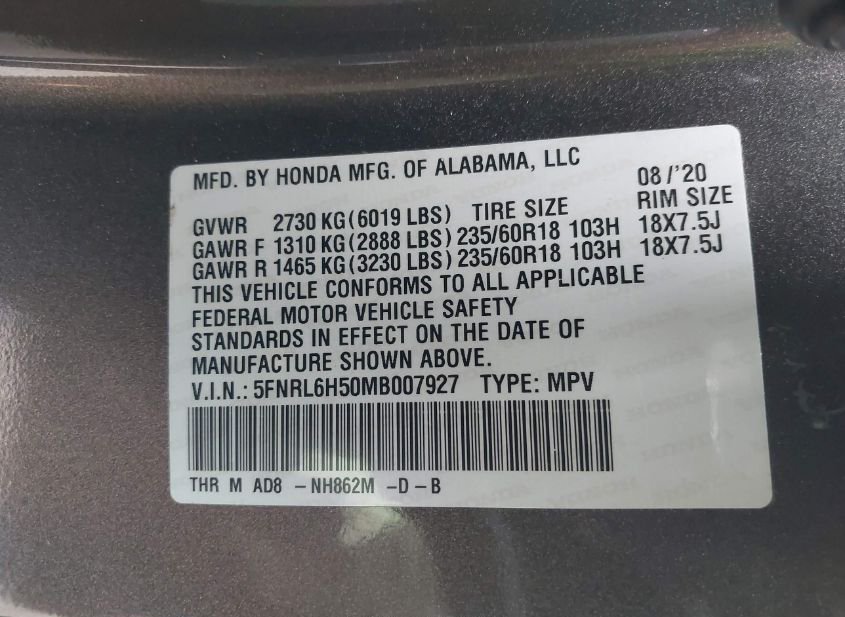 MFD. BY HONDA MFG. OF ALABAMA, LLC 08/'20
GVWR 2730 KG(6019 LBS) TIRE SIZE RIM SIZE
GAWR F 1310 KG(2888 LBS) 235/60R18 103H 18X7.5J
GAWR R 1465 KG(3230 LBS) 235/60R18 103H 18X7.5J
THIS VEHICLE CONFORMS TO ALL APPLICABLE
FEDERAL MOTOR VEHICLE SAFETY
STANDARDS IN EFFECT ON THE DATE OF
MANUFACTURE SHOWN ABOVE.
V.I.N.: 5FNRL6H50MB007927 TYPE: MPV
THR M AD8 -NH862M -D -B